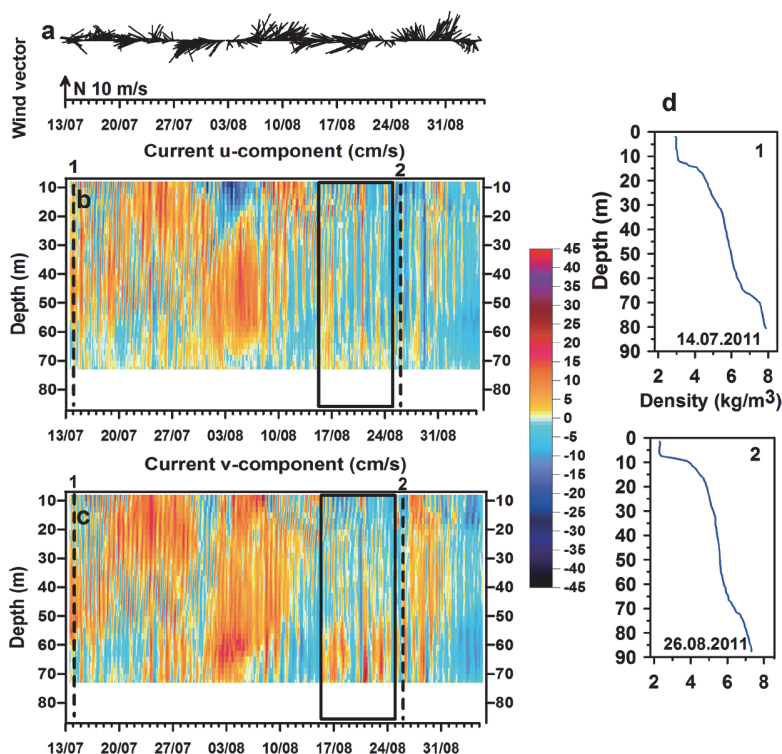 a
Wind vector
N 10 m/s
13/07 20/07 27/07 03/08 10/08 17/08 24/08 31/08
Current u-component (cm/s)
1 2
b
Depth (m)
10 20 30 40 50 60 70 80
10 20 30 40 50 60 70 80
13/07 20/07 27/07 03/08 10/08 17/08 24/08 31/08
Current v-component (cm/s)
1 2
c
Depth (m)
10 20 30 40 50 60 70 80
10 20 30 40 50 60 70 80
13/07 20/07 27/07 03/08 10/08 17/08 24/08 31/08
45
40
35
30
25
20
15
10
5
0
-5
-10
-15
-20
-25
-30
-35
-40
-45
d
1
Depth (m)
0 10 20 30 40 50 60 70 80 90
14.07.2011
2 4 6 8
Density (kg/m³)
2
0 10 20 30 40 50 60 70 80 90
26.08.2011
2 4 6 8